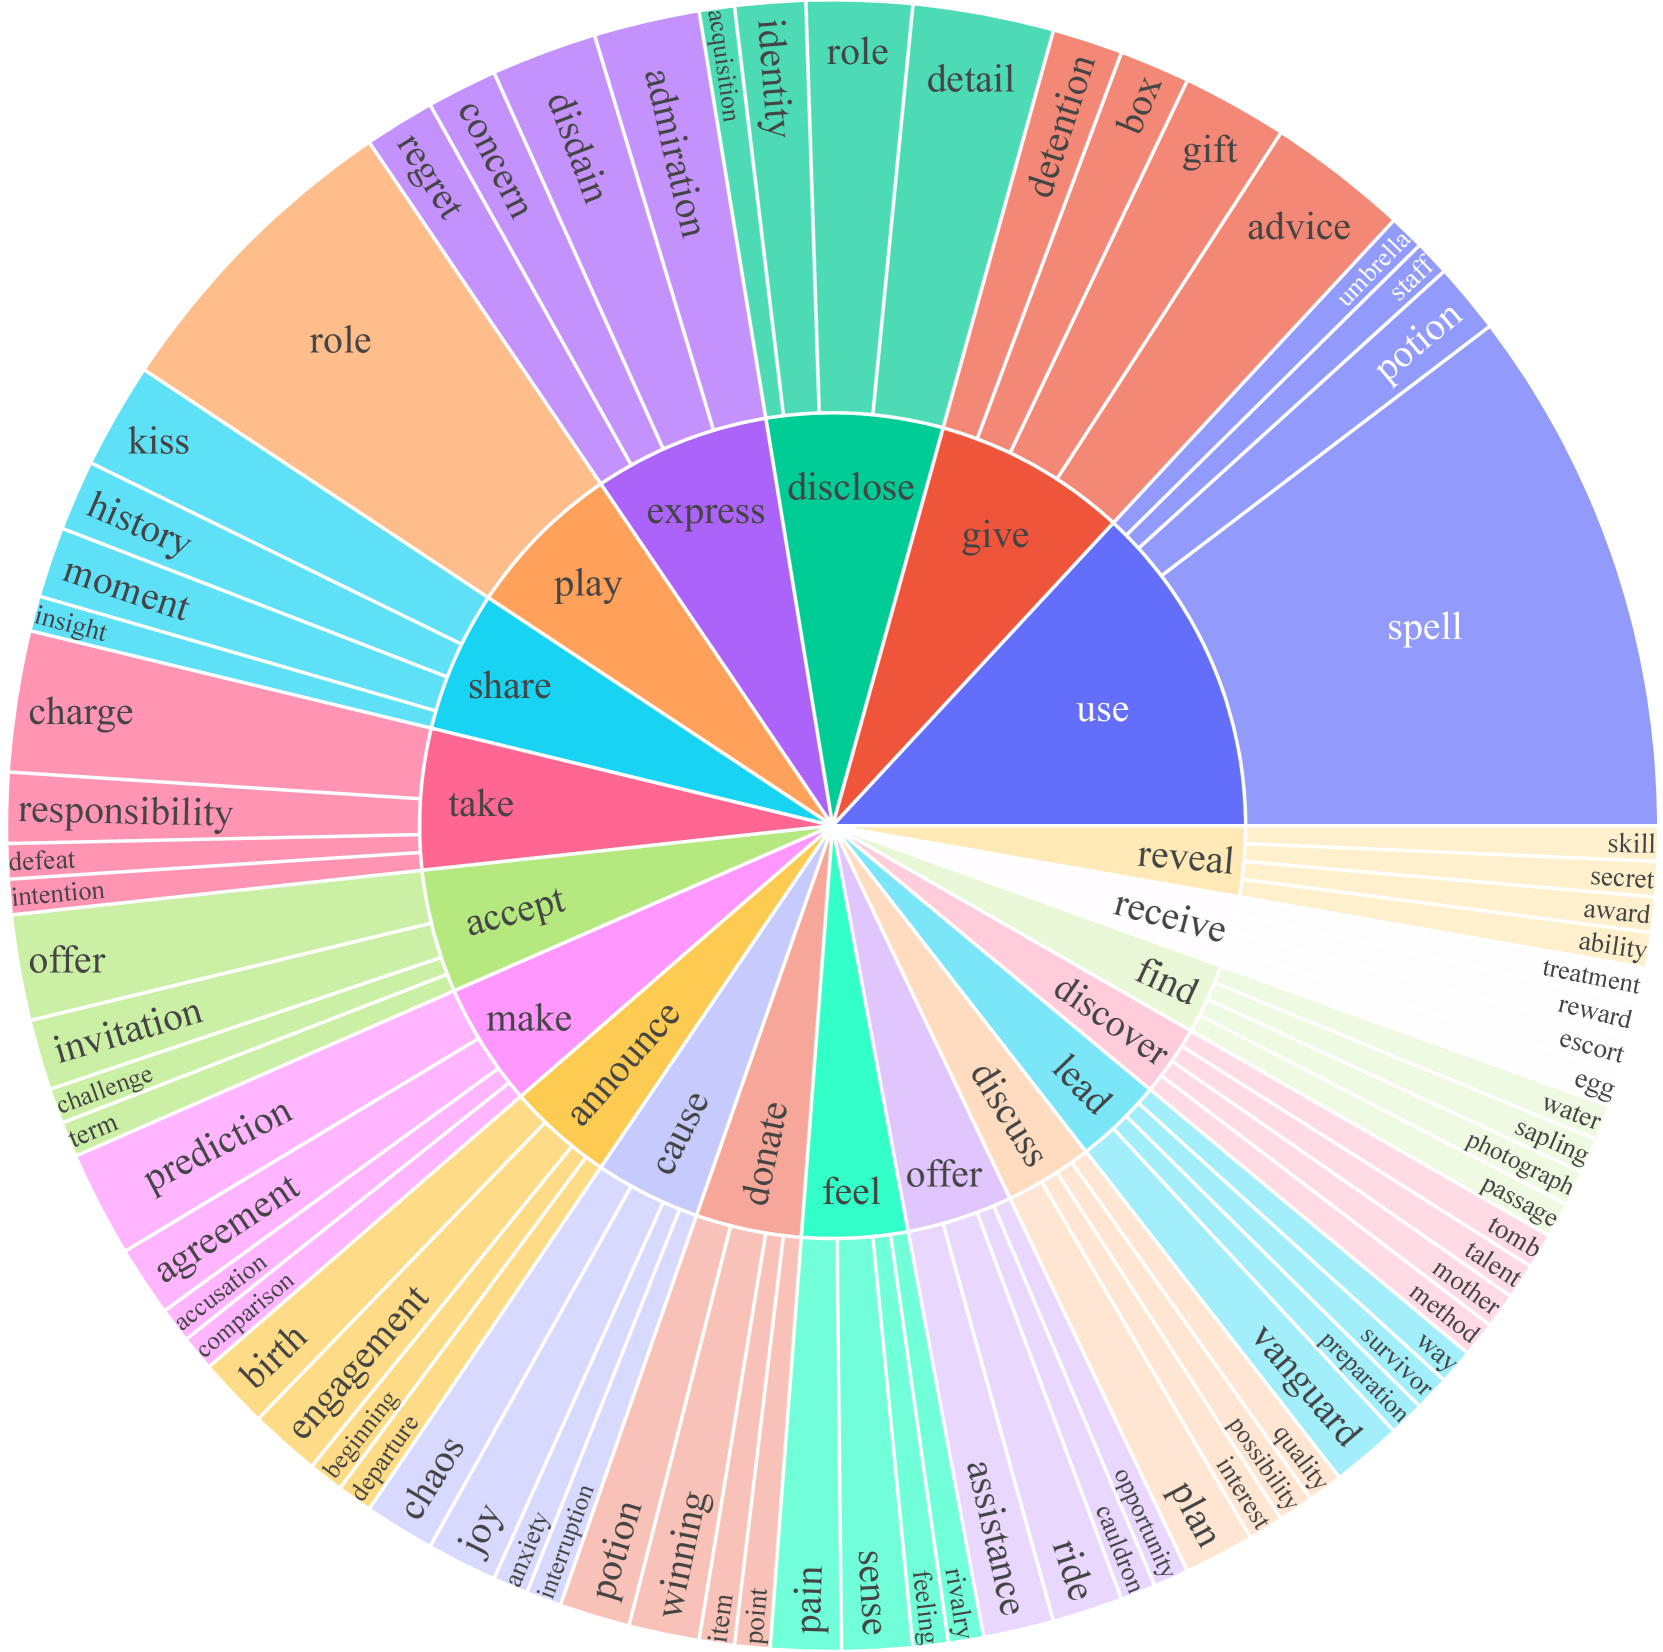 use
spell
potion
staff
umbrella
give
advice
gift
box
detention
disclose
detail
role
identity
acquisition
express
admiration
disdain
concern
regret
play
role
share
kiss
history
moment
insight
take
charge
responsibility
defeat
intention
accept
offer
invitation
challenge
term
make
prediction
agreement
accusation
comparison
announce
birth
engagement
beginning
departure
cause
chaos
joy
anxiety
interruption
donate
potion
winning
item
point
feel
pain
sense
feeling
rivalry
offer
assistance
ride
cauldron
opportunity
discuss
plan
interest
possibility
quality
lead
vanguard
preparation
survivor
way
discover
method
mother
talent
tomb
find
passage
photograph
sapling
water
receive
egg
escort
reward
treatment
reveal
ability
award
secret
skill